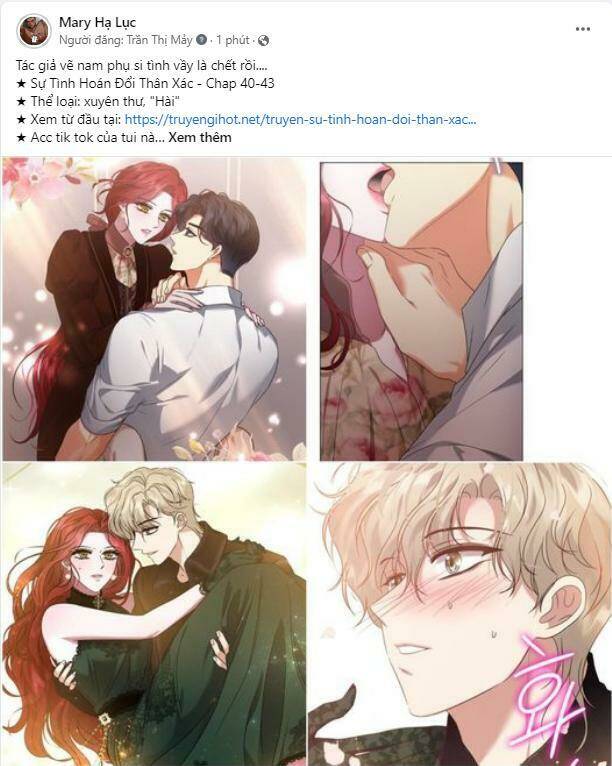 Mary Hạ Lục
Người đăng: Trần Thị Mảy · 1 phút ·
Tác giả vẽ nam phụ si tình vầy là chết rồi....
★ Sự Tình Hoán Đổi Thân Xác - Chap 40-43
★ Thể loại: xuyên thư, "Hài"
★ Xem từ đầu tại: https://truyengihot.net/truyen-su-tinh-hoan-doi-than-xac...
★ Acc tik tok của tui nà... Xem thêm
화